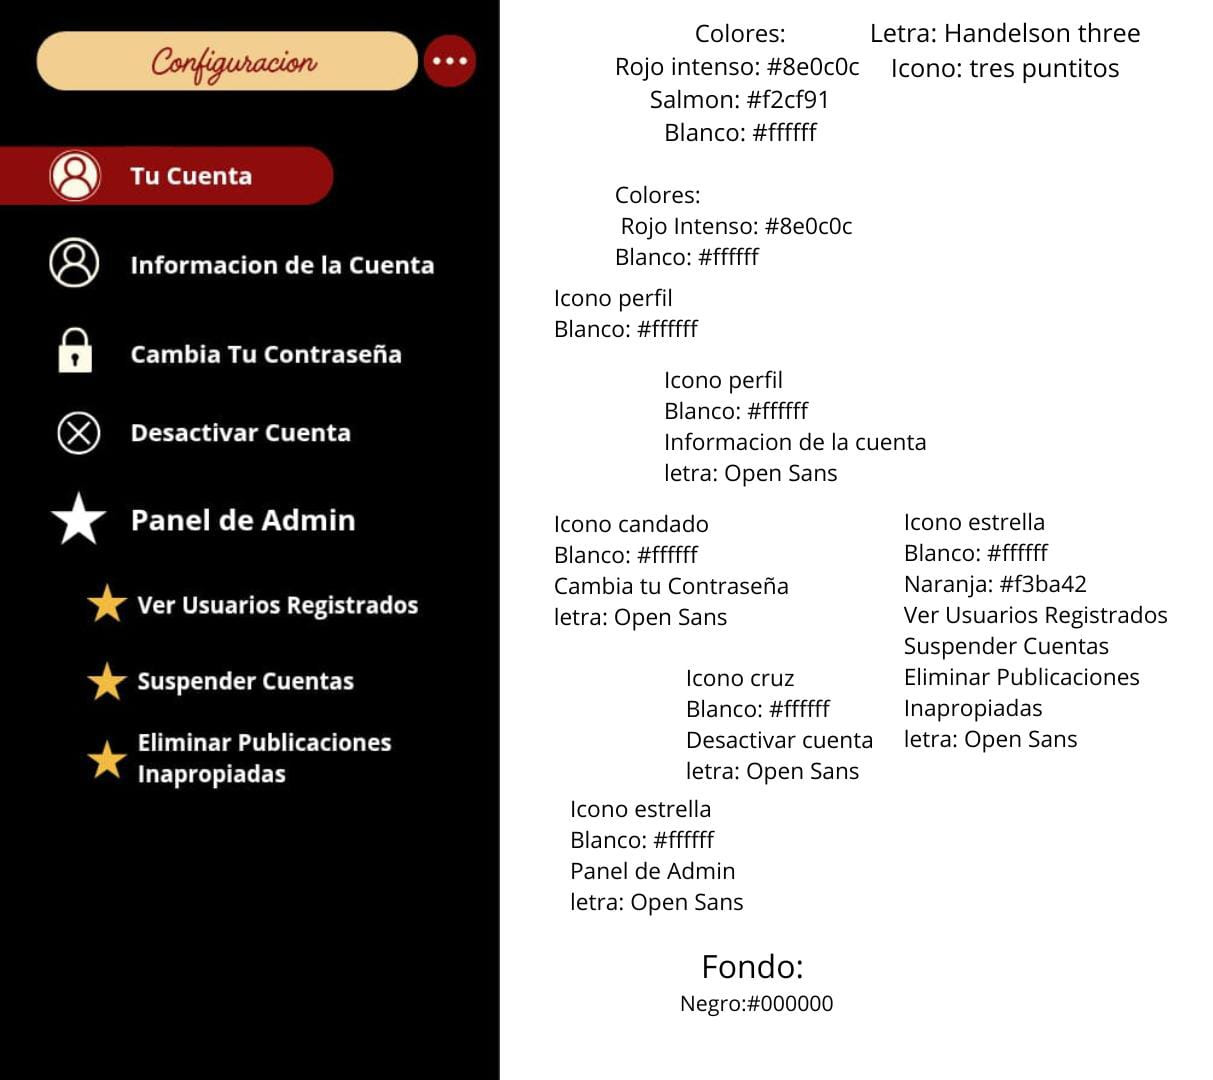 Configuracion
Tu Cuenta
Informacion de la Cuenta
Cambia Tu Contraseña
Desactivar Cuenta
Panel de Admin
Ver Usuarios Registrados
Suspender Cuentas
Eliminar Publicaciones
Inapropiadas
Colores:
Rojo intenso: #8e0c0c
Salmon: #f2cf91
Blanco: #ffffff
Letra: Handelson three
Icono: tres puntitos
Colores:
Rojo Intenso: #8e0c0c
Blanco: #ffffff
Icono perfil
Blanco: #ffffff
Icono perfil
Blanco: #ffffff
Informacion de la cuenta
letra: Open Sans
Icono candado
Blanco: #ffffff
Cambia tu Contraseña
letra: Open Sans
Icono estrella
Blanco: #ffffff
Naranja: #f3ba42
Ver Usuarios Registrados
Suspender Cuentas
Eliminar Publicaciones
Inapropiadas
letra: Open Sans
Icono cruz
Blanco: #ffffff
Desactivar cuenta
letra: Open Sans
Icono estrella
Blanco: #ffffff
Panel de Admin
letra: Open Sans
Fondo:
Negro:#000000